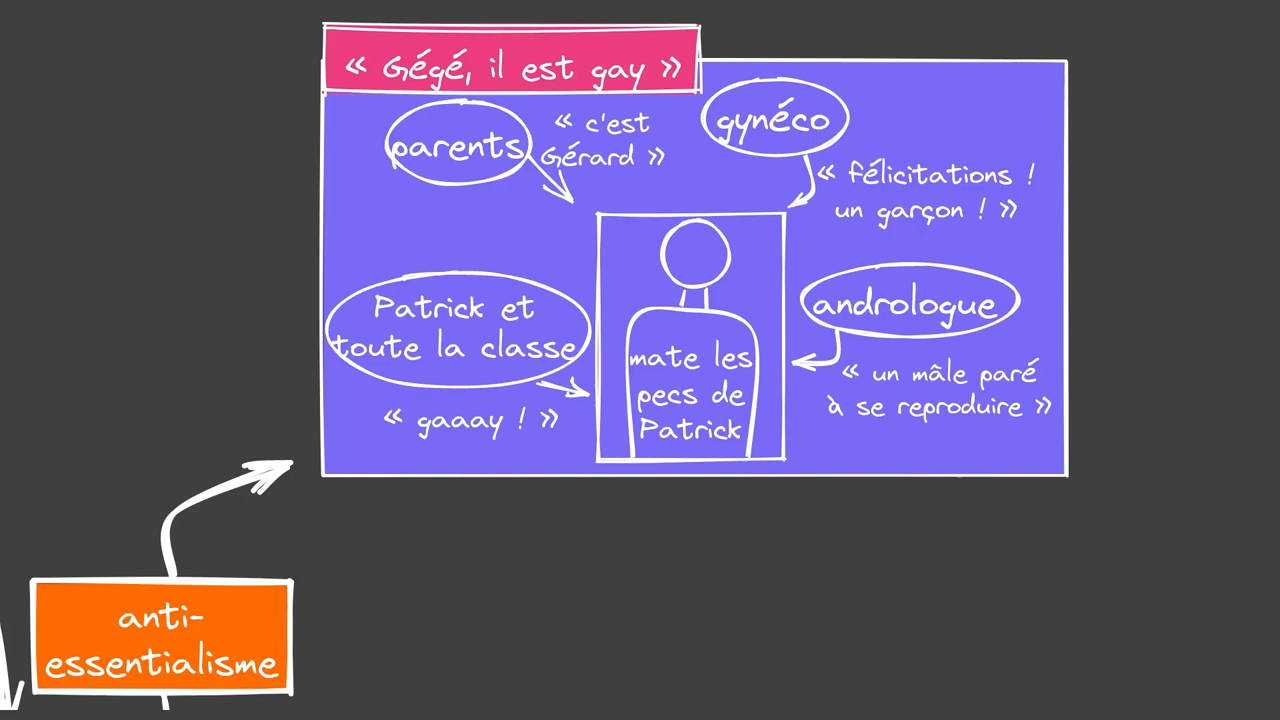 « Gégé, il est gay »
parents
« c'est
Gérard »
gynéco
« félicitations !
un garçon ! »
Patrick et
toute la classe
« gaaay ! »
mate les
pecs de
Patrick
andrologue
« un mâle paré
à se reproduire »
anti-
essentialisme